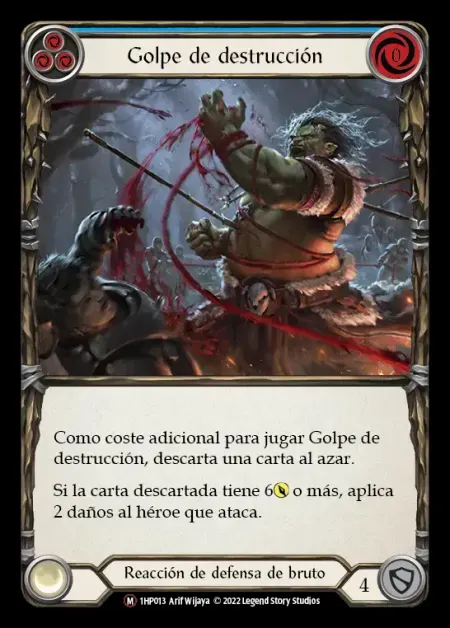 Golpe de destrucción
0
Como coste adicional para jugar Golpe de
destrucción, descarta una carta al azar.
Si la carta descartada tiene 6 o más, aplica
2 daños al héroe que ataca.
Reacción de defensa de bruto
4
M 1HP013 Arif Wijaya © 2022 Legend Story Studios